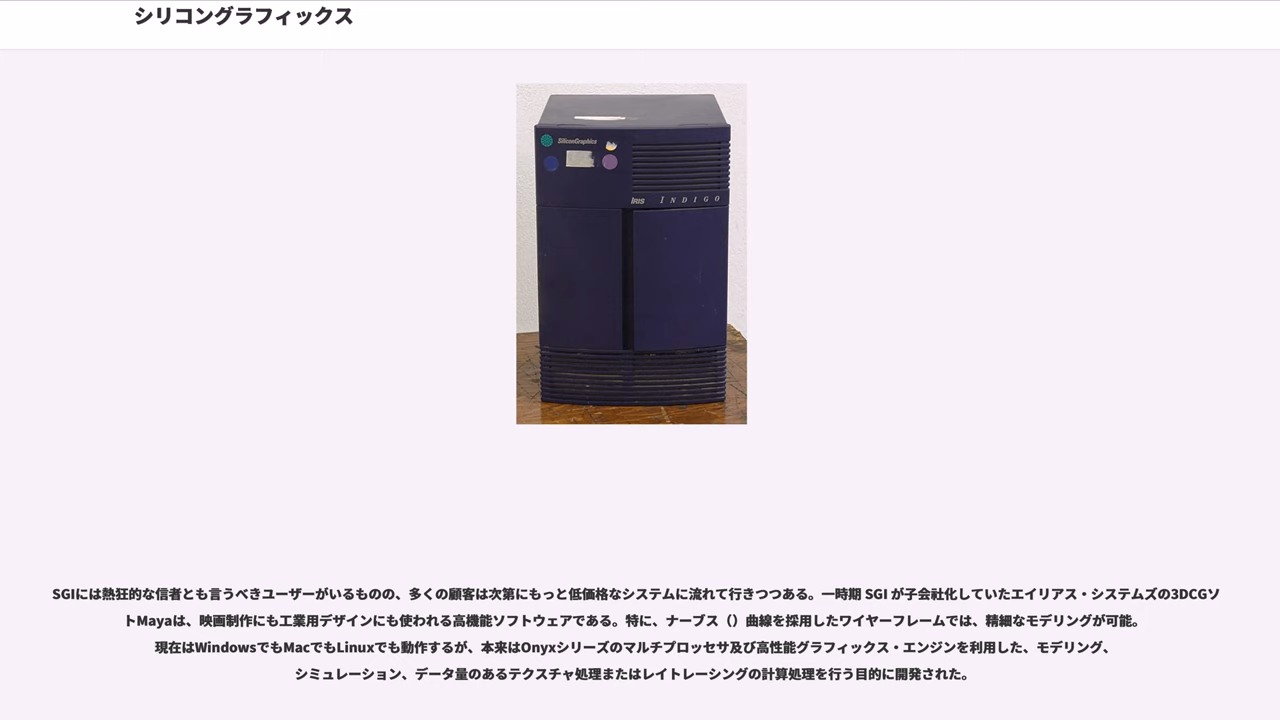 シリコングラフィックス
SiliconGraphics
IRIS INDIGO
SGIには熱狂的な信者とも言うべきユーザーがいるものの、多くの顧客は次第にもっと低価格なシステムに流れて行きつつある。一時期 SGI が子会社化していたエイリアス・システムズの3DCGソ
トMayaは、映画制作にも工業用デザインにも使われる高機能ソフトウェアである。特に、ナーブス（）曲線を採用したワイヤーフレームでは、精細なモデリングが可能。
現在はWindowsでもMacでもLinuxでも動作するが、本来はOnyxシリーズのマルチプロッセサ及び高性能グラフィックス・エンジンを利用した、モデリング、
シミュレーション、データ量のあるテクスチャ処理またはレイトレーシングの計算処理を行う目的に開発された。